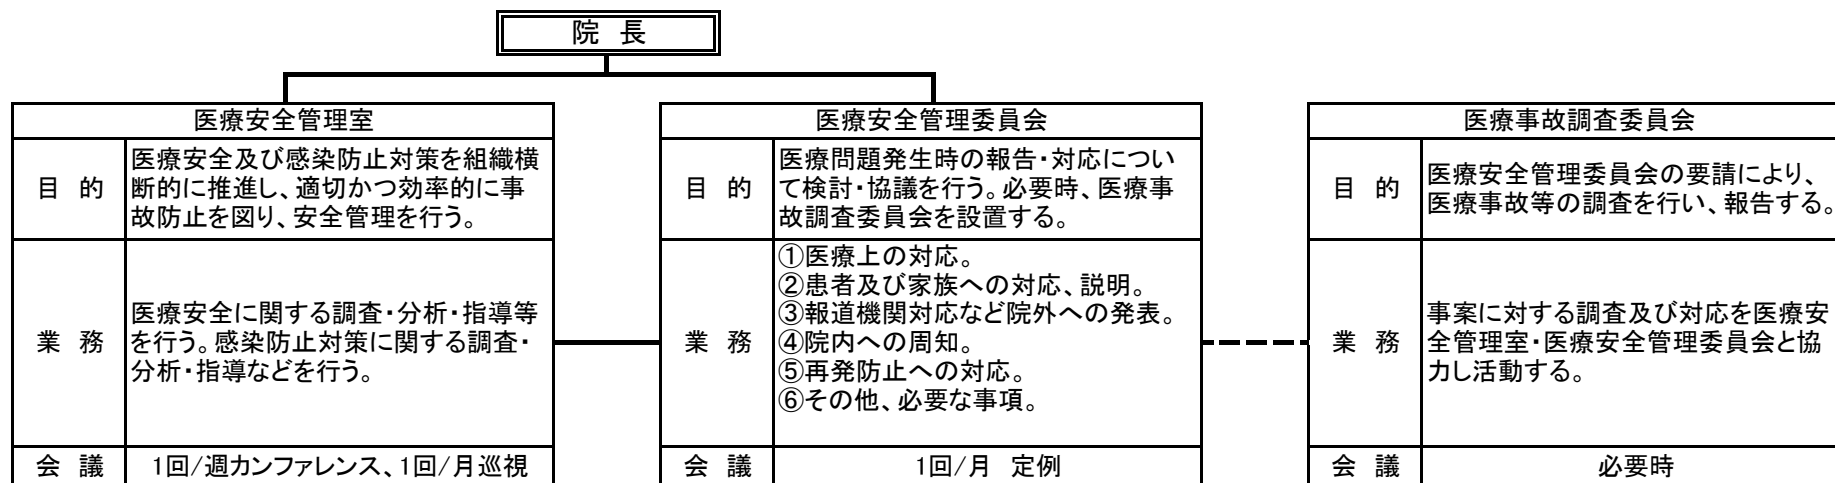 院 長
医療安全管理室
目 的
医療安全及び感染防止対策を組織横
断的に推進し、適切かつ効率的に事
故防止を図り、安全管理を行う。
業 務
医療安全に関する調査・分析・指導等
を行う。感染防止対策に関する調査・
分析・指導などを行う。
会 議
1回/週カンファレンス、1回/月巡視
医療安全管理委員会
目 的
医療問題発生時の報告・対応につい
て検討・協議を行う。必要時、医療事
故調査委員会を設置する。
業 務
①医療上の対応。
②患者及び家族への対応、説明。
③報道機関対応など院外への発表。
④院内への周知。
⑤再発防止への対応。
⑥その他、必要な事項。
会 議
1回/月 定例
医療事故調査委員会
目 的
医療安全管理委員会の要請により、
医療事故等の調査を行い、報告する。
業 務
事案に対する調査及び対応を医療安
全管理室・医療安全管理委員会と協
力し活動する。
会 議
必要時